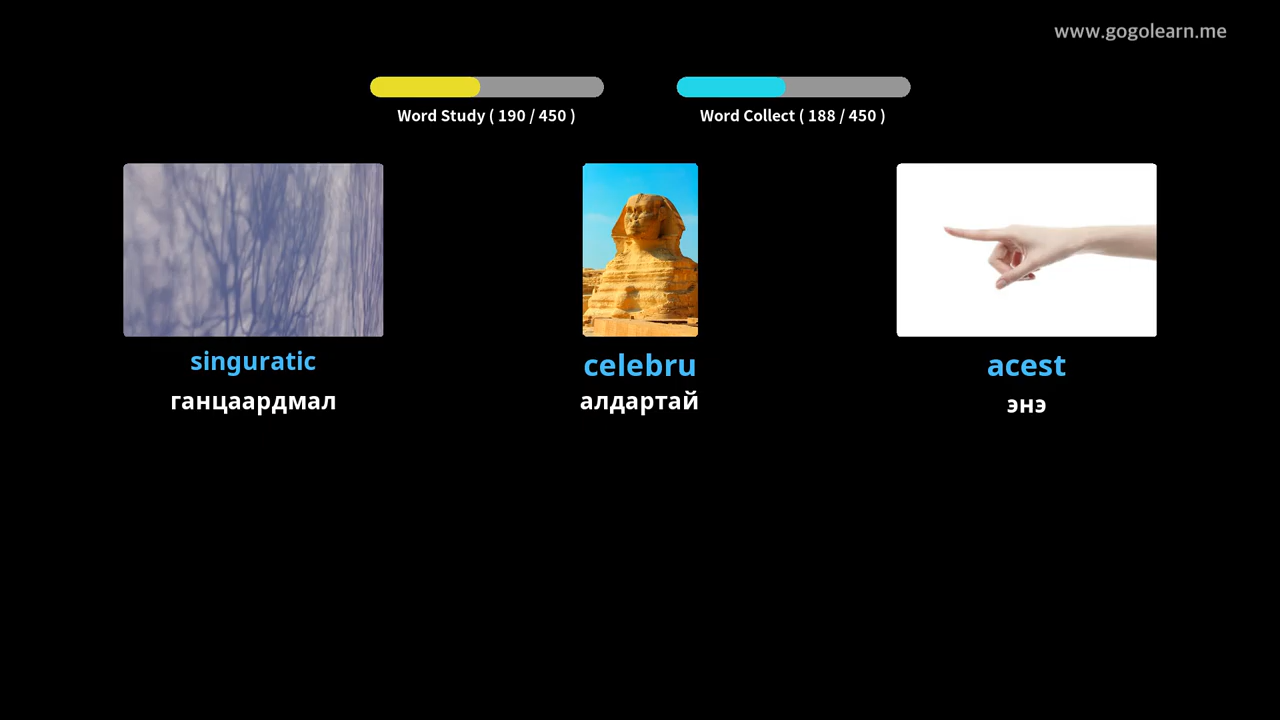 www.gogolearn.me
Word Study ( 190 / 450 )
Word Collect ( 188 / 450 )
singuratic
celebru
acest
ганцаардмал
алдартай
энэ